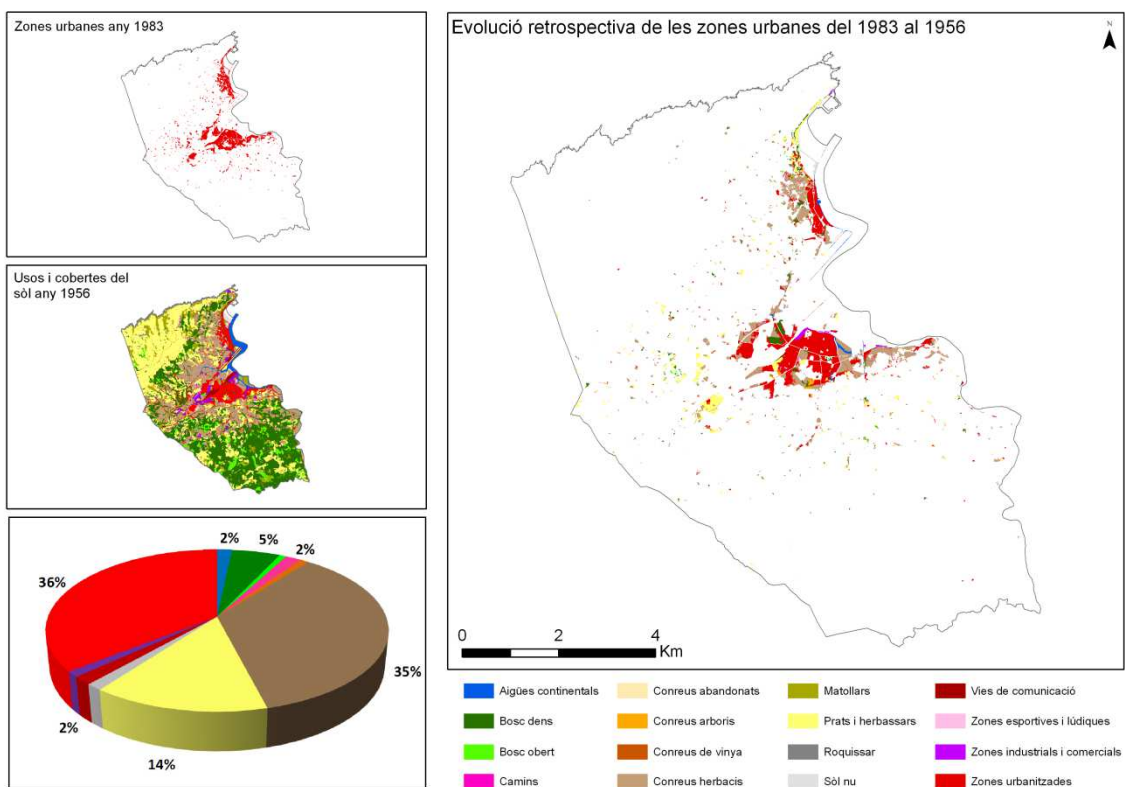 Zones urbanes any 1983
Usos i cobertes del
sòl any 1956
2%
5%
2%
36%
35%
2%
14%
Evolució retrospectiva de les zones urbanes del 1983 al 1956
N
0
2
4
Km
Aigües continentals
Bosc dens
Bosc obert
Camins
Conreus abandonats
Conreus arboris
Conreus de vinya
Conreus herbacis
Matollars
Prats i herbassars
Roquissar
Sòl nu
Vies de comunicació
Zones esportives i lúdiques
Zones industrials i comercials
Zones urbanitzades